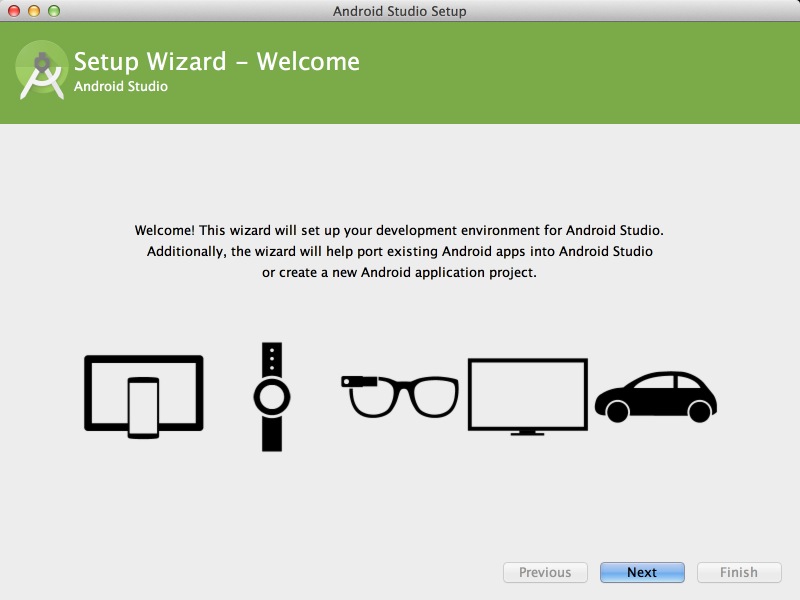 Android Studio Setup
Setup Wizard – Welcome
Android Studio
Welcome! This wizard will set up your development environment for Android Studio.
Additionally, the wizard will help port existing Android apps into Android Studio
or create a new Android application project.
Previous
Next
Finish